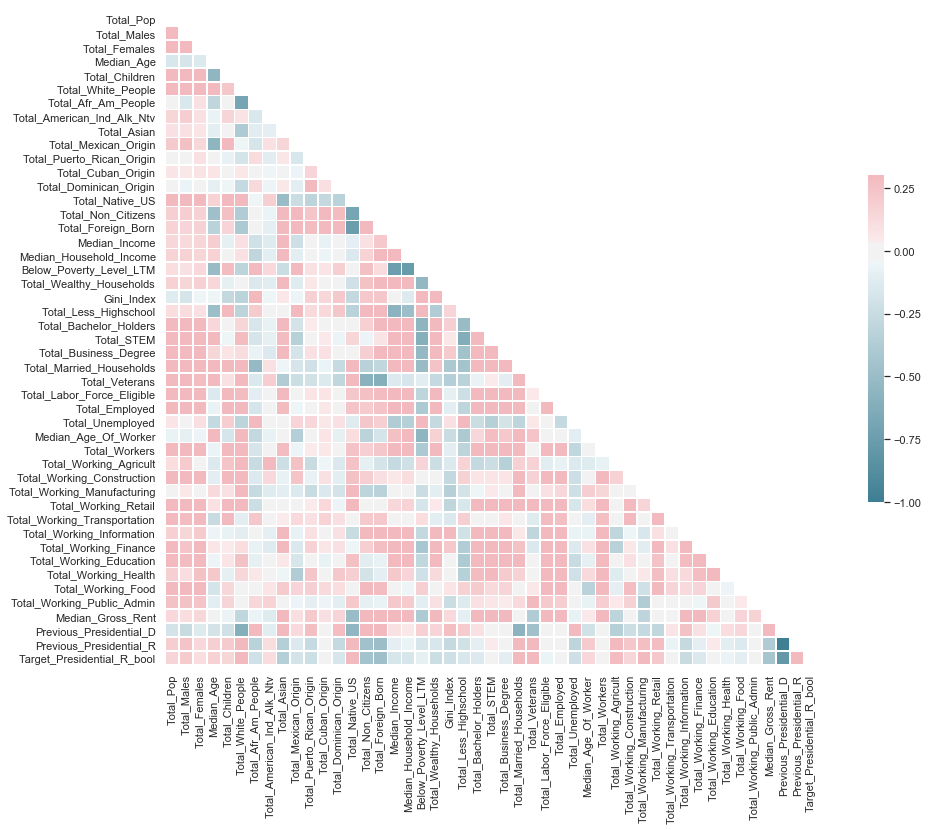 Total_Pop
Total_Males
Total_Females
Median_Age
Total_Children
Total_White_People
Total_Afr_Am_People
Total_American_Ind_Alk_Ntv
Total_Asian
Total_Mexican_Origin
Total_Puerto_Rican_Origin
Total_Cuban_Origin
Total_Dominican_Origin
Total_Native_US
Total_Non_Citizens
Total_Foreign_Born
Median_Income
Median_Household_Income
Below_Poverty_Level_LTM
Total_Wealthy_Households
Gini_Index
Total_Less_Highschool
Total_Bachelor_Holders
Total_STEM
Total_Business_Degree
Total_Married_Households
Total_Veterans
Total_Labor_Force_Eligible
Total_Employed
Total_Unemployed
Median_Age_Of_Worker
Total_Workers
Total_Working_Agricult
Total_Working_Construction
Total_Working_Manufacturing
Total_Working_Retail
Total_Working_Transportation
Total_Working_Information
Total_Working_Finance
Total_Working_Education
Total_Working_Health
Total_Working_Food
Total_Working_Public_Admin
Median_Gross_Rent
Previous_Presidential_D
Previous_Presidential_R
Target_Presidential_R_bool
0.25
0.00
−0.25
−0.50
−0.75
−1.00
Total_Pop
Total_Males
Total_Females
Median_Age
Total_Children
Total_White_People
Total_Afr_Am_People
Total_American_Ind_Alk_Ntv
Total_Asian
Total_Mexican_Origin
Total_Puerto_Rican_Origin
Total_Cuban_Origin
Total_Dominican_Origin
Total_Native_US
Total_Non_Citizens
Total_Foreign_Born
Median_Income
Median_Household_Income
Below_Poverty_Level_LTM
Total_Wealthy_Households
Gini_Index
Total_Less_Highschool
Total_Bachelor_Holders
Total_STEM
Total_Business_Degree
Total_Married_Households
Total_Veterans
Total_Labor_Force_Eligible
Total_Employed
Total_Unemployed
Median_Age_Of_Worker
Total_Workers
Total_Working_Agricult
Total_Working_Construction
Total_Working_Manufacturing
Total_Working_Retail
Total_Working_Transportation
Total_Working_Information
Total_Working_Finance
Total_Working_Education
Total_Working_Health
Total_Working_Food
Total_Working_Public_Admin
Median_Gross_Rent
Previous_Presidential_D
Previous_Presidential_R
Target_Presidential_R_bool